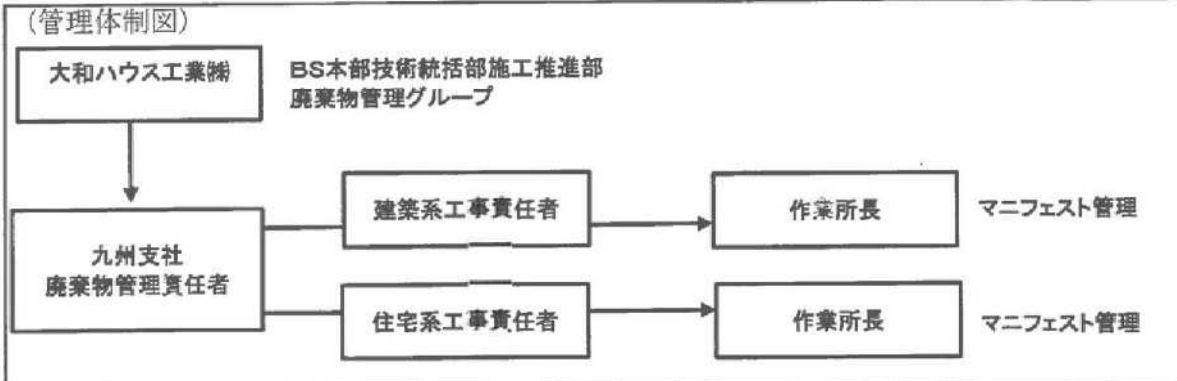 (管理体制図)
大和ハウス工業㈱
BS本部技術統括部施工推進部
廃棄物管理グループ
建築系工事責任者
作業所長
マニフェスト管理
九州支社
廃棄物管理責任者
住宅系工事責任者
作業所長
マニフェスト管理